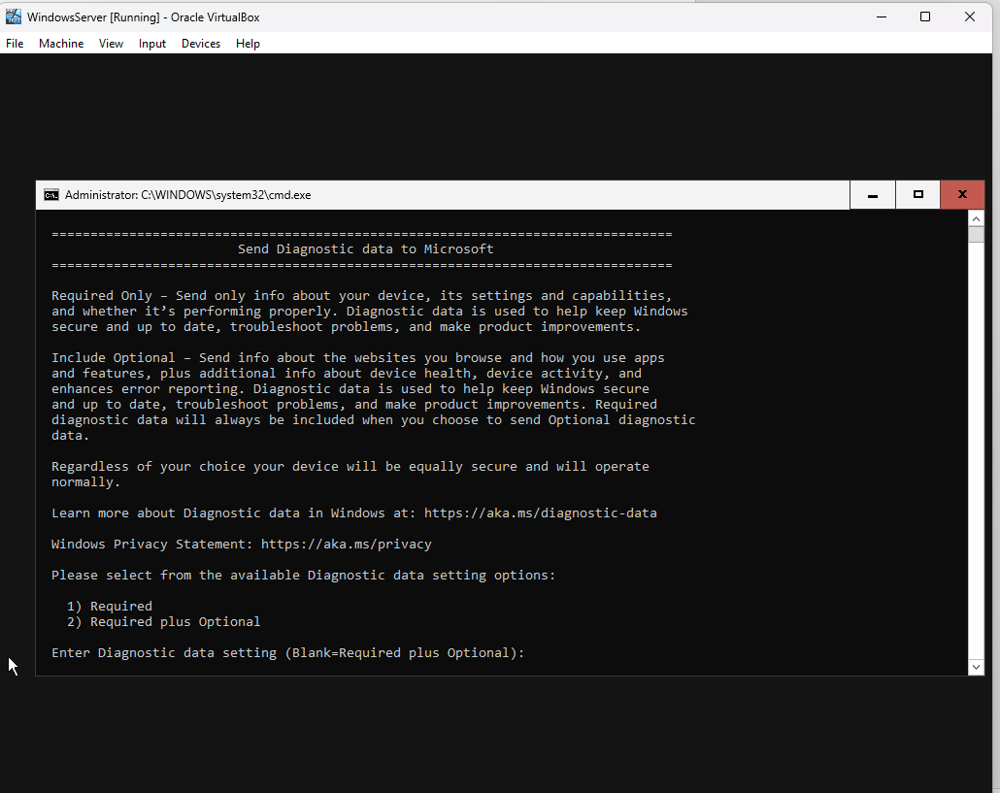 WindowsServer [Running] - Oracle VirtualBox
File Machine View Input Devices Help
Administrator: C:\WINDOWS\system32\cmd.exe
================================================================================
Send Diagnostic data to Microsoft
================================================================================
Required Only – Send only info about your device, its settings and capabilities,
and whether it’s performing properly. Diagnostic data is used to help keep Windows
secure and up to date, troubleshoot problems, and make product improvements.
Include Optional – Send info about the websites you browse and how you use apps
and features, plus additional info about device health, device activity, and
enhances error reporting. Diagnostic data is used to help keep Windows secure
and up to date, troubleshoot problems, and make product improvements. Required
diagnostic data will always be included when you choose to send Optional diagnostic
data.
Regardless of your choice your device will be equally secure and will operate
normally.
Learn more about Diagnostic data in Windows at: https://aka.ms/diagnostic-data
Windows Privacy Statement: https://aka.ms/privacy
Please select from the available Diagnostic data setting options:
1) Required
2) Required plus Optional
Enter Diagnostic data setting (Blank=Required plus Optional):